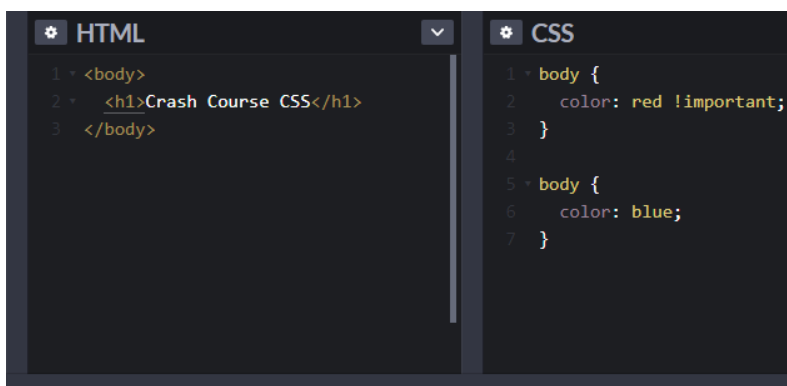 HTML
1 <body>
2 <h1>Crash Course CSS</h1>
3 </body>
CSS
1 body {
2 color: red !important;
3 }
4
5 body {
6 color: blue;
7 }